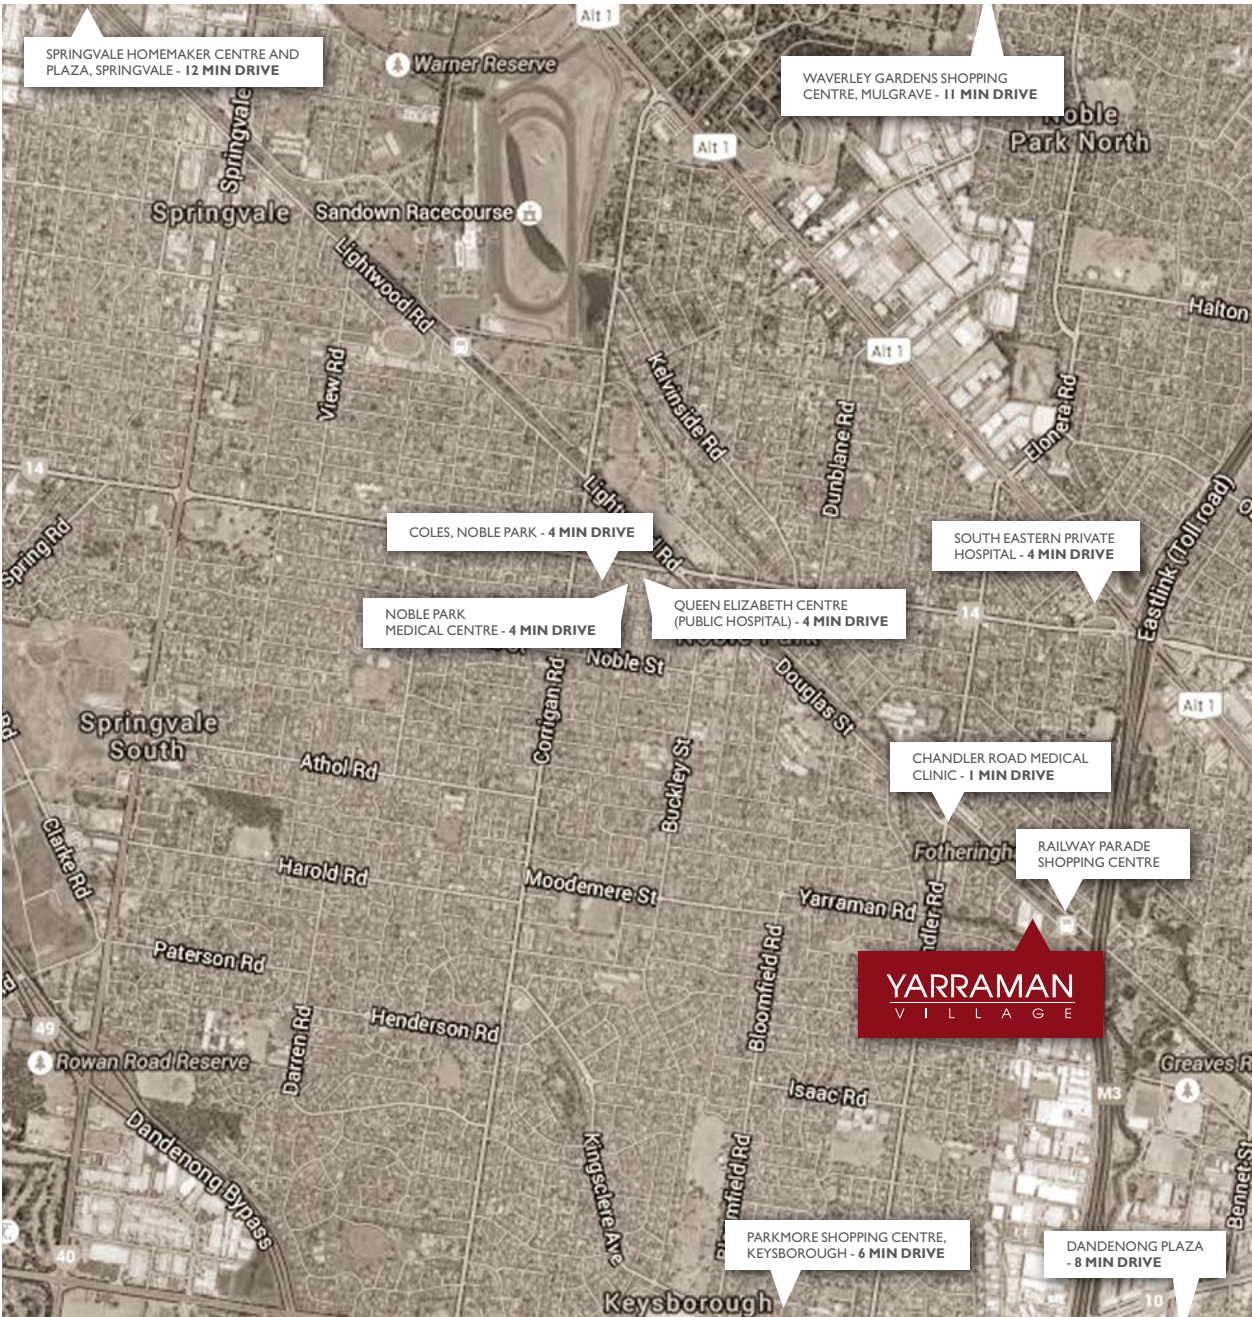 Alt 1
SPRINGVALE HOMEMAKER CENTRE AND
PLAZA, SPRINGVALE - 12 MIN DRIVE
Warner Reserve
WAVERLEY GARDENS SHOPPING
CENTRE, MULGRAVE - 11 MIN DRIVE
Noble
Park North
Alt 1
Springvale
Springvale
Sandown Racecourse
Lightwood Rd
Halton
Alt 1
View Rd
Kelvinside Rd
Dunblane Rd
Elonera Rd
14
Spring Rd
COLES, NOBLE PARK - 4 MIN DRIVE
SOUTH EASTERN PRIVATE
HOSPITAL - 4 MIN DRIVE
Eastlink (Toll road)
NOBLE PARK
MEDICAL CENTRE - 4 MIN DRIVE
QUEEN ELIZABETH CENTRE
(PUBLIC HOSPITAL) - 4 MIN DRIVE
14
Noble St
Corrigan Rd
Douglas St
Alt 1
Springvale
South
Athol Rd
Buckley St
CHANDLER ROAD MEDICAL
CLINIC - 1 MIN DRIVE
Clarke Rd
Fotheringh
RAILWAY PARADE
SHOPPING CENTRE
Harold Rd
Moodemere St
Yarraman Rd
ndler Rd
Paterson Rd
Bloomfield Rd
YARRAMAN
VILLAGE
49
Darren Rd
Henderson Rd
Rowan Road Reserve
Greaves R
Isaac Rd
M3
Dandenong Bypass
Kingsclere Ave
mfield Rd
Bennet St
40
PARKMORE SHOPPING CENTRE,
KEYSBOROUGH - 6 MIN DRIVE
DANDENONG PLAZA
- 8 MIN DRIVE
Keysborough
10